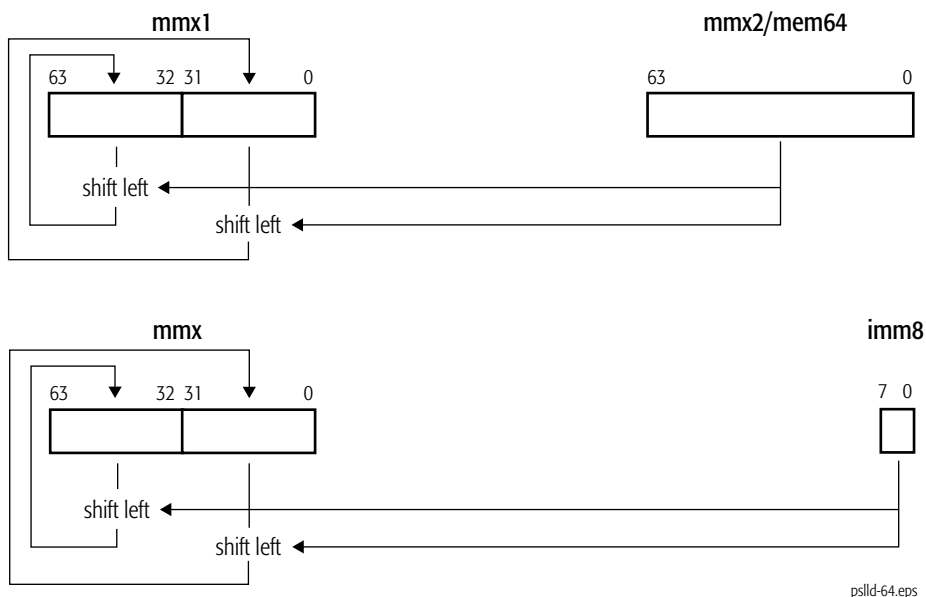 mmx1 mmx2/mem64
63 32 31 0 63 0
shift left
shift left
mmx imm8
63 32 31 0 7 0
shift left
shift left
pslld-64.eps